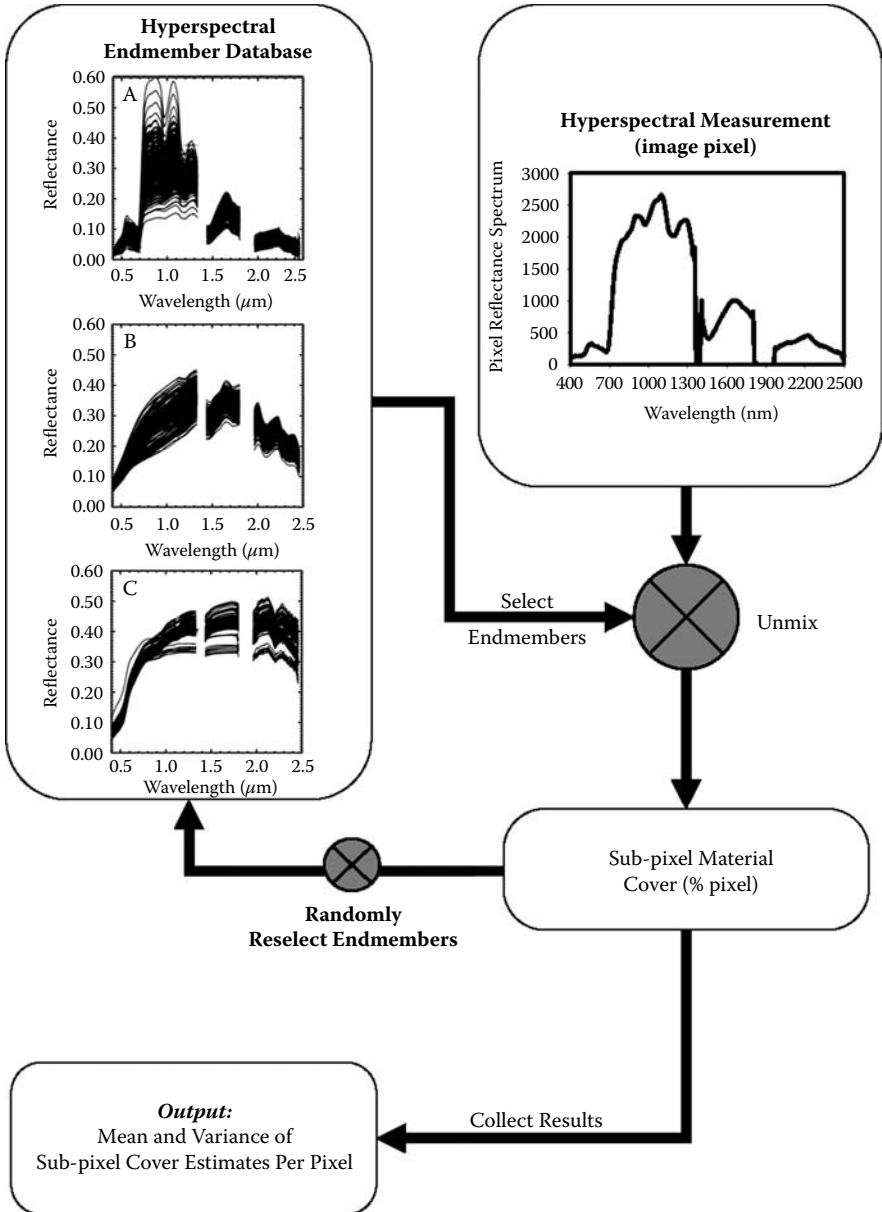 Hyperspectral
Endmember Database
A
Reflectance
0.60
0.50
0.40
0.30
0.20
0.10
0.00
0.5 1.0 1.5 2.0 2.5
Wavelength (µm)
B
Reflectance
0.60
0.50
0.40
0.30
0.20
0.10
0.00
0.5 1.0 1.5 2.0 2.5
Wavelength (µm)
C
Reflectance
0.60
0.50
0.40
0.30
0.20
0.10
0.00
0.5 1.0 1.5 2.0 2.5
Wavelength (µm)
Hyperspectral Measurement
(image pixel)
Pixel Reflectance Spectrum
3000
2500
2000
1500
1000
500
0
400 700 1000 1300 1600 1900 2200 2500
Wavelength (nm)
Select
Endmembers
Unmix
Sub-pixel Material
Cover (% pixel)
Randomly
Reselect Endmembers
Collect Results
Output:
Mean and Variance of
Sub-pixel Cover Estimates Per Pixel